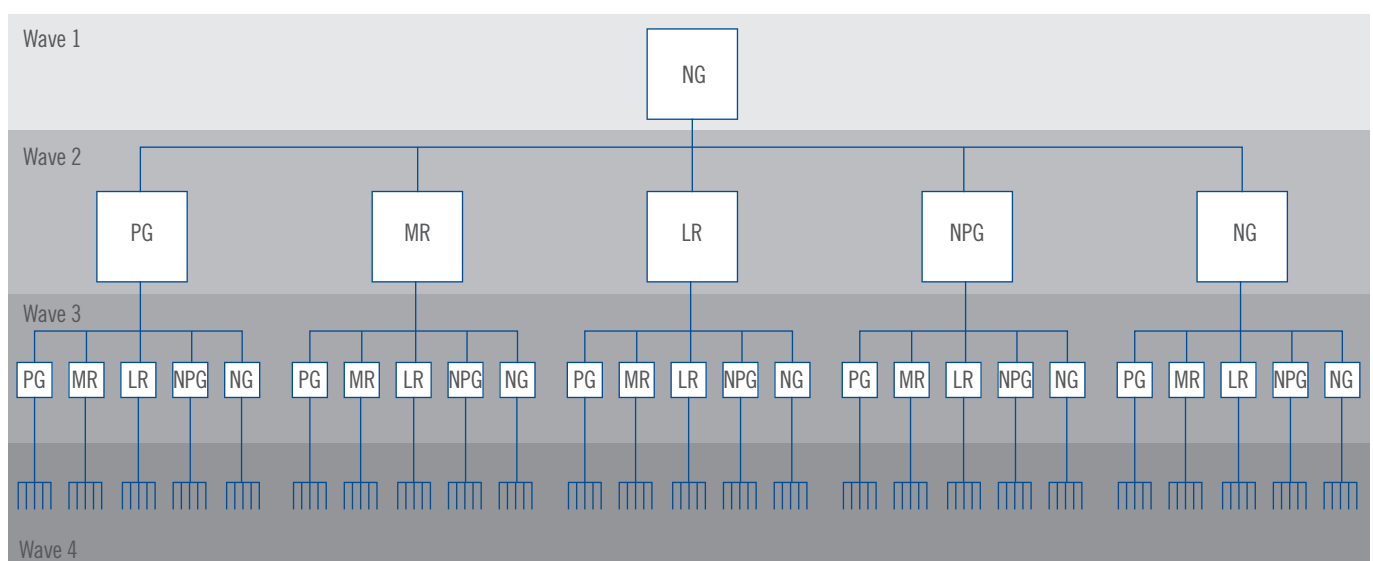 Wave 1
NG
Wave 2
PG MR LR NPG NG
Wave 3
PG MR LR NPG NG PG MR LR NPG NG PG MR LR NPG NG PG MR LR NPG NG PG MR LR NPG NG
Wave 4